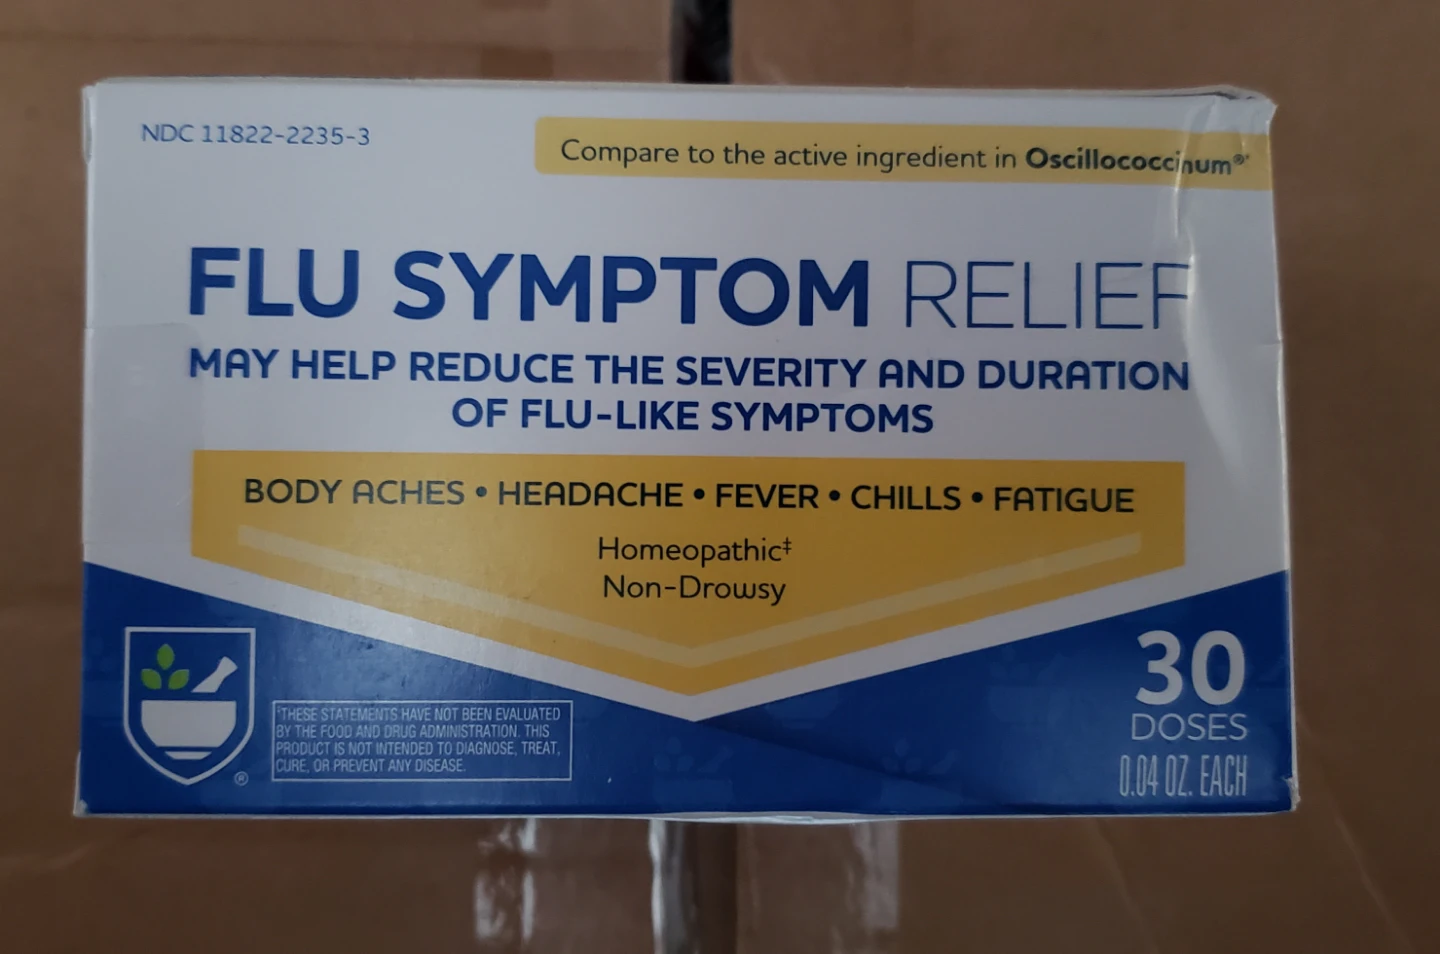 NDC 11822-2235-3
Compare to the active ingredient in Oscillococcinum®*
FLU SYMPTOM RELIEF
MAY HELP REDUCE THE SEVERITY AND DURATION
OF FLU-LIKE SYMPTOMS
BODY ACHES • HEADACHE • FEVER • CHILLS • FATIGUE
Homeopathic‡
Non-Drowsy
30
DOSES
0.04 OZ. EACH
‡THESE STATEMENTS HAVE NOT BEEN EVALUATED
BY THE FOOD AND DRUG ADMINISTRATION. THIS
PRODUCT IS NOT INTENDED TO DIAGNOSE, TREAT,
CURE, OR PREVENT ANY DISEASE.
®